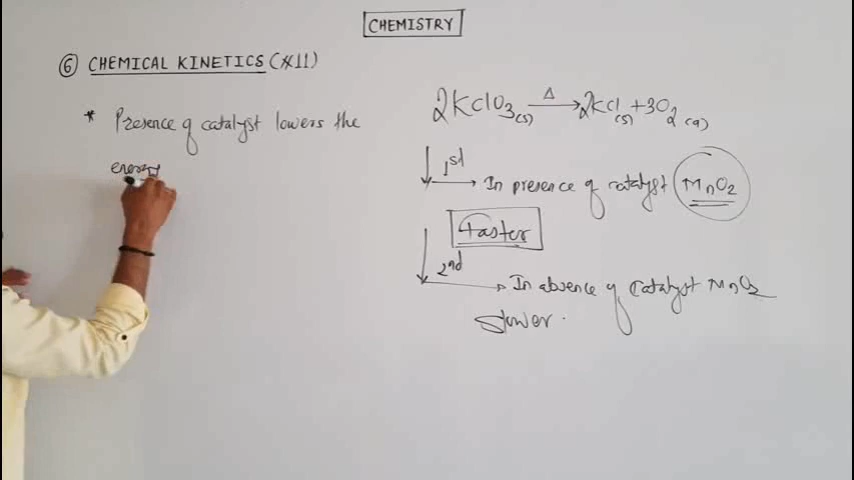 CHEMISTRY
⑥ CHEMICAL KINETICS (XII)
* Presence of catalyst lowers the
energy
2KClO3(s) Δ→ 2KCl(s) + 3O2(g)
1st → In presence of catalyst MnO2
Faster
2nd → In absence of catalyst MnO2
Slower.